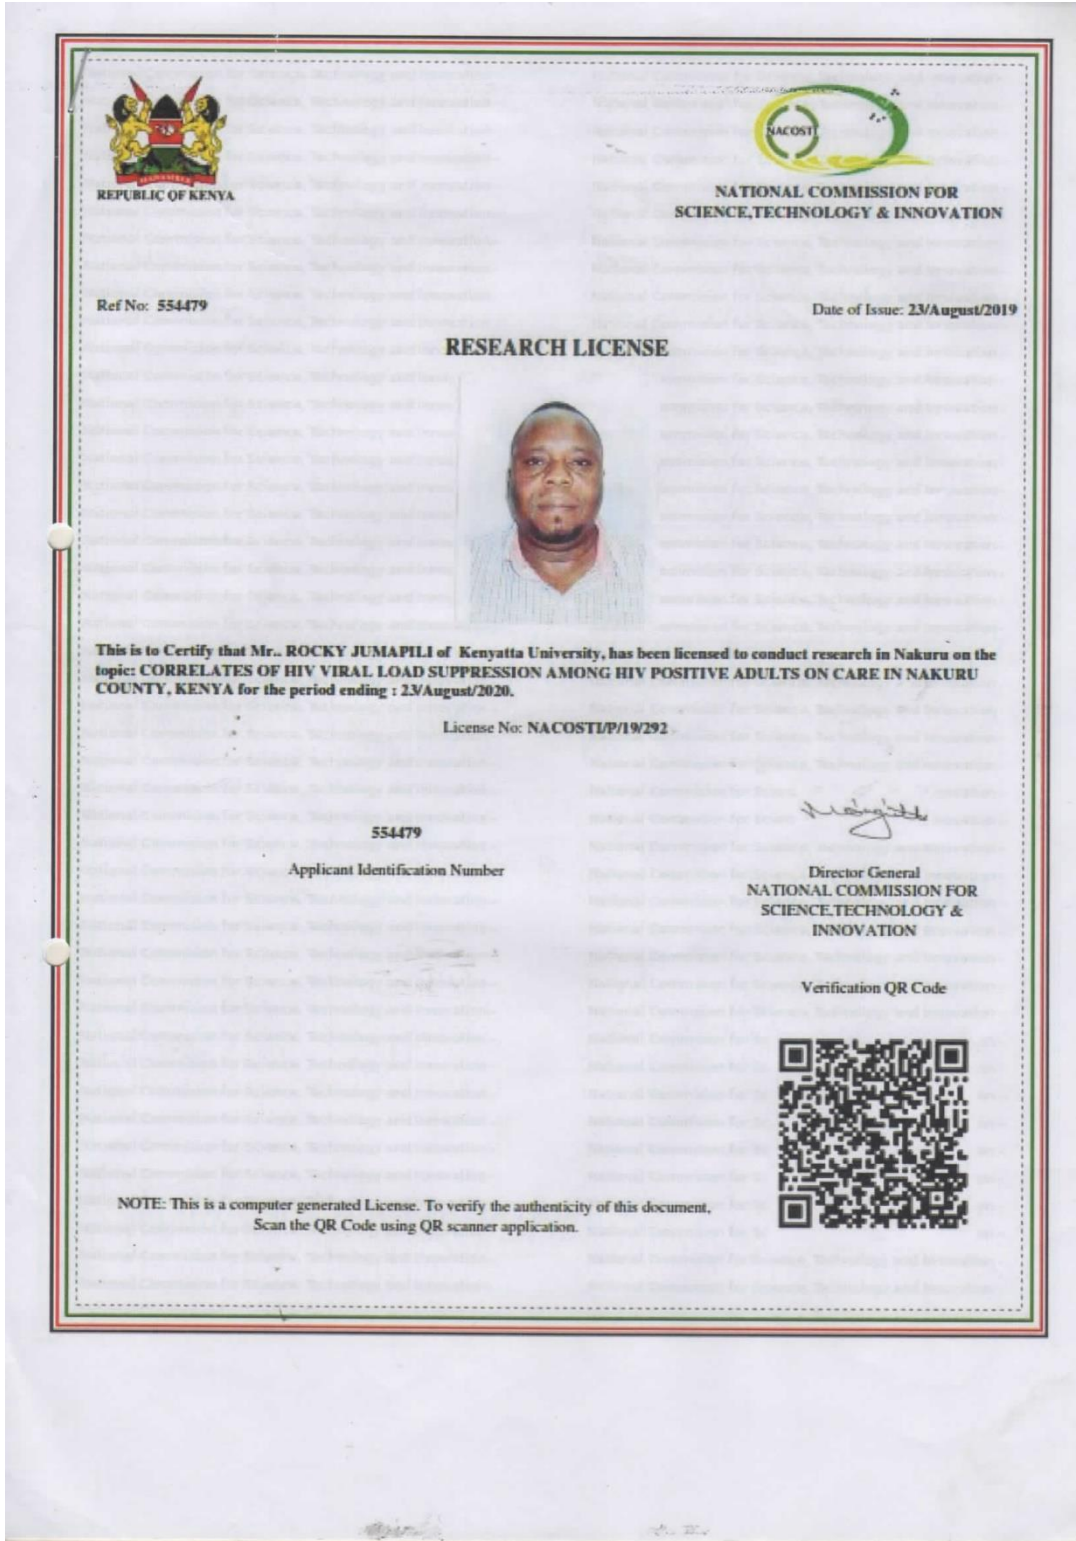 REPUBLIC OF KENYA
NACOSTI
NATIONAL COMMISSION FOR
SCIENCE,TECHNOLOGY & INNOVATION
Ref No: 554479
Date of Issue: 23/August/2019
RESEARCH LICENSE
This is to Certify that Mr.. ROCKY JUMAPILI of Kenyatta University, has been licensed to conduct research in Nakuru on the
topic: CORRELATES OF HIV VIRAL LOAD SUPPRESSION AMONG HIV POSITIVE ADULTS ON CARE IN NAKURU
COUNTY, KENYA for the period ending : 23/August/2020.
License No: NACOSTI/P/19/292
554479
Applicant Identification Number
Director General
NATIONAL COMMISSION FOR
SCIENCE,TECHNOLOGY &
INNOVATION
Verification QR Code
NOTE: This is a computer generated License. To verify the authenticity of this document,
Scan the QR Code using QR scanner application.